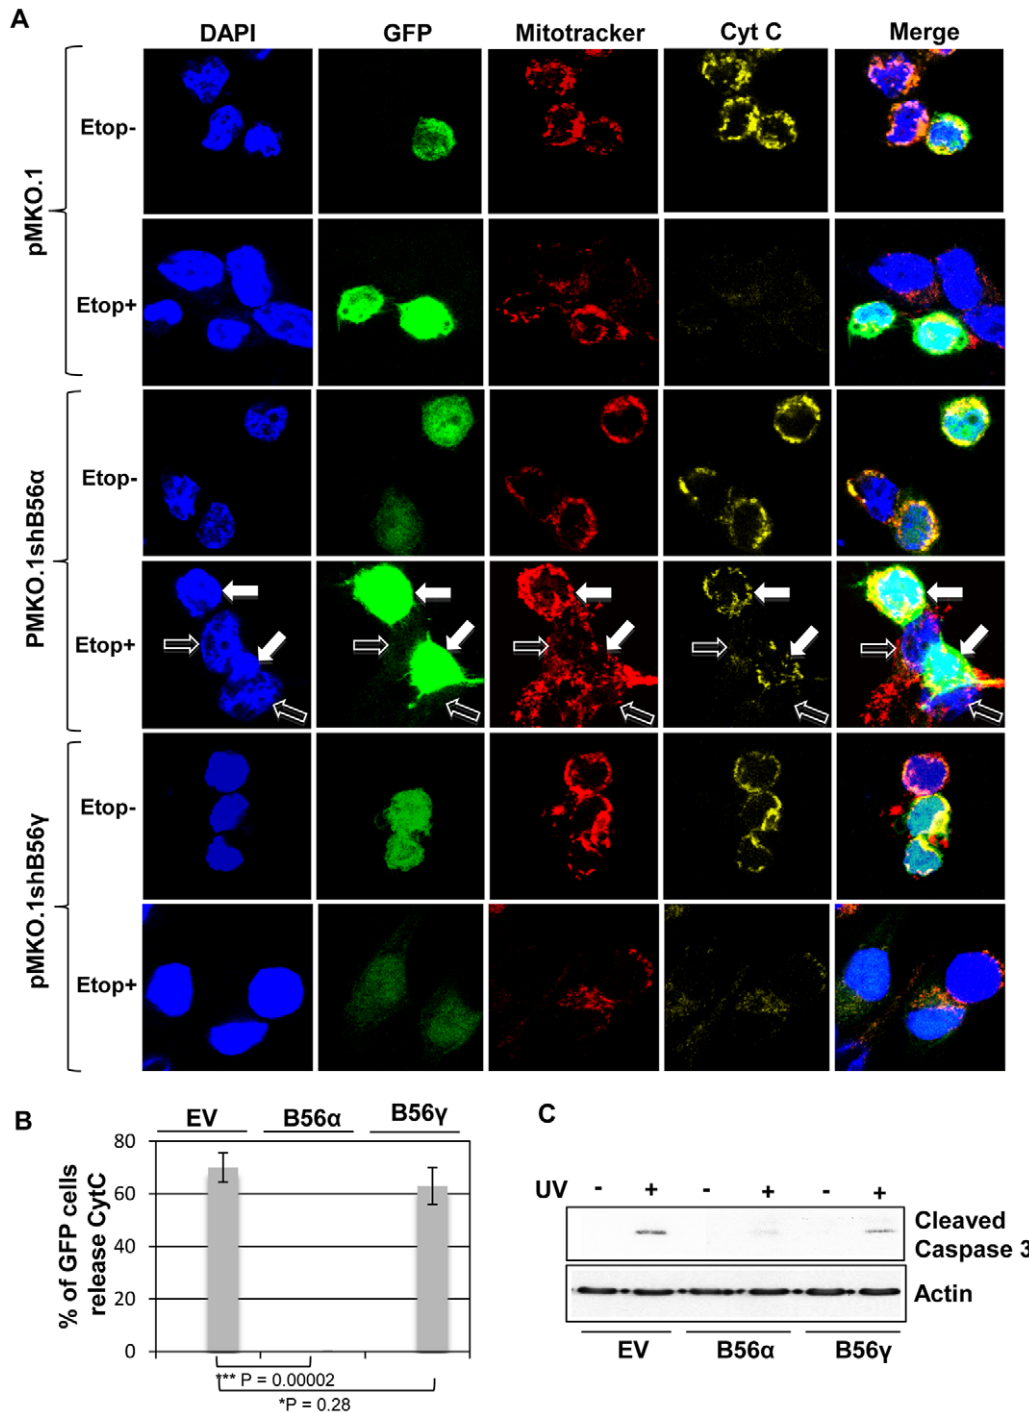 A
DAPI GFP Mitotracker Cyt C Merge
pMKO.1
Etop-
Etop+
PMKO.1shB56α
Etop-
Etop+
pMKO.1shB56γ
Etop-
Etop+
B
EV B56α B56γ
% of GFP cells
release CytC
80
60
40
20
0
*** P = 0.00002
*P = 0.28
C
UV - + - + - +
Cleaved
Caspase 3
Actin
EV B56α B56γ